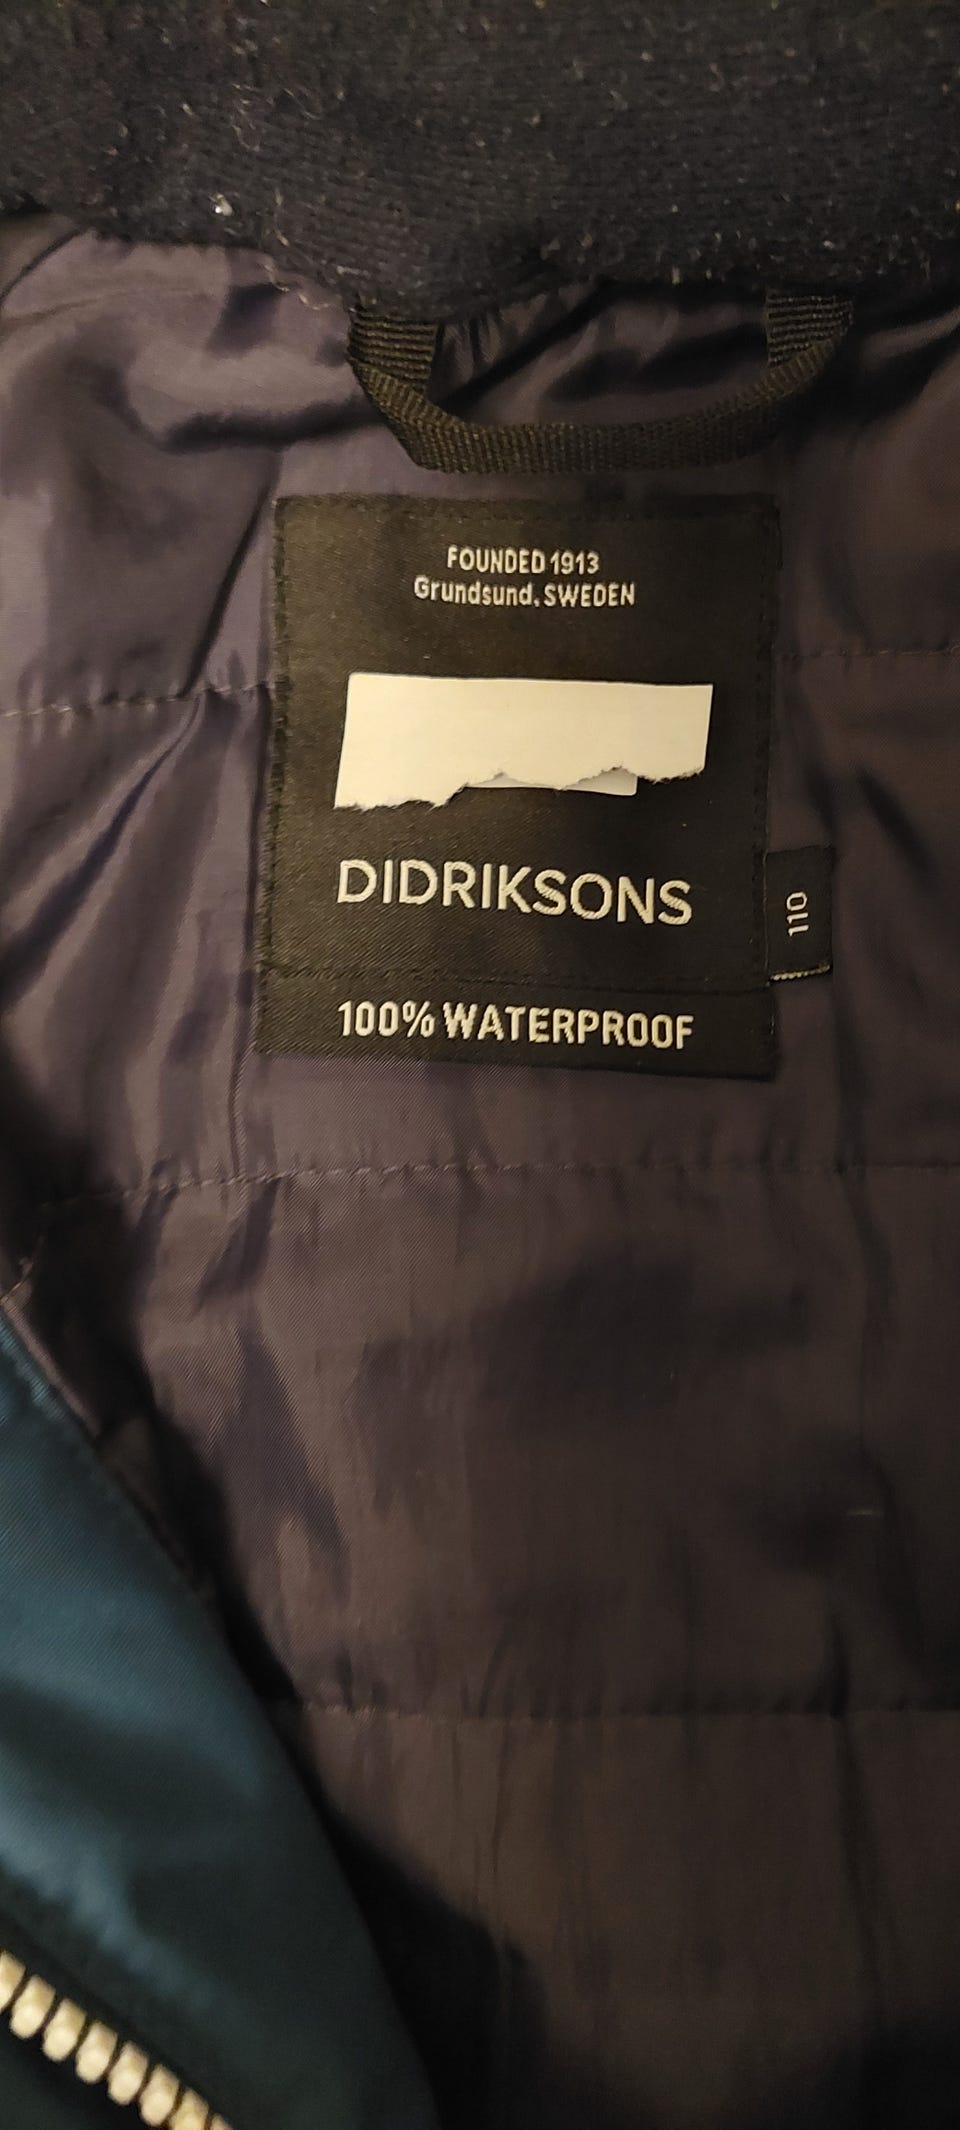 FOUNDED 1913
Grundsund, SWEDEN
DIDRIKSONS
110
100% WATERPROOF